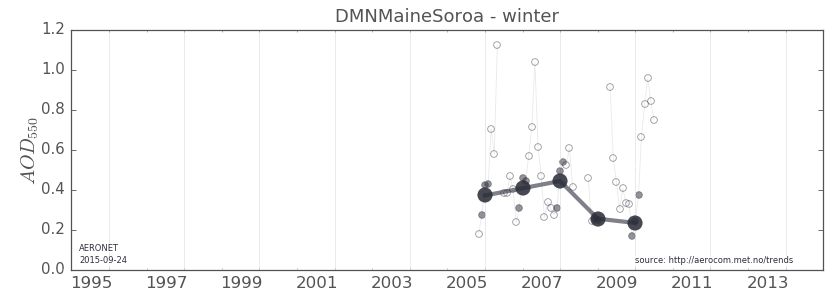 DMNMaineSoroa - winter
1.2
1.0
0.8
0.6
0.4
0.2
0.0
AOD550
AERONET
2015-09-24
source: http://aerocom.met.no/trends
1995 1997 1999 2001 2003 2005 2007 2009 2011 2013